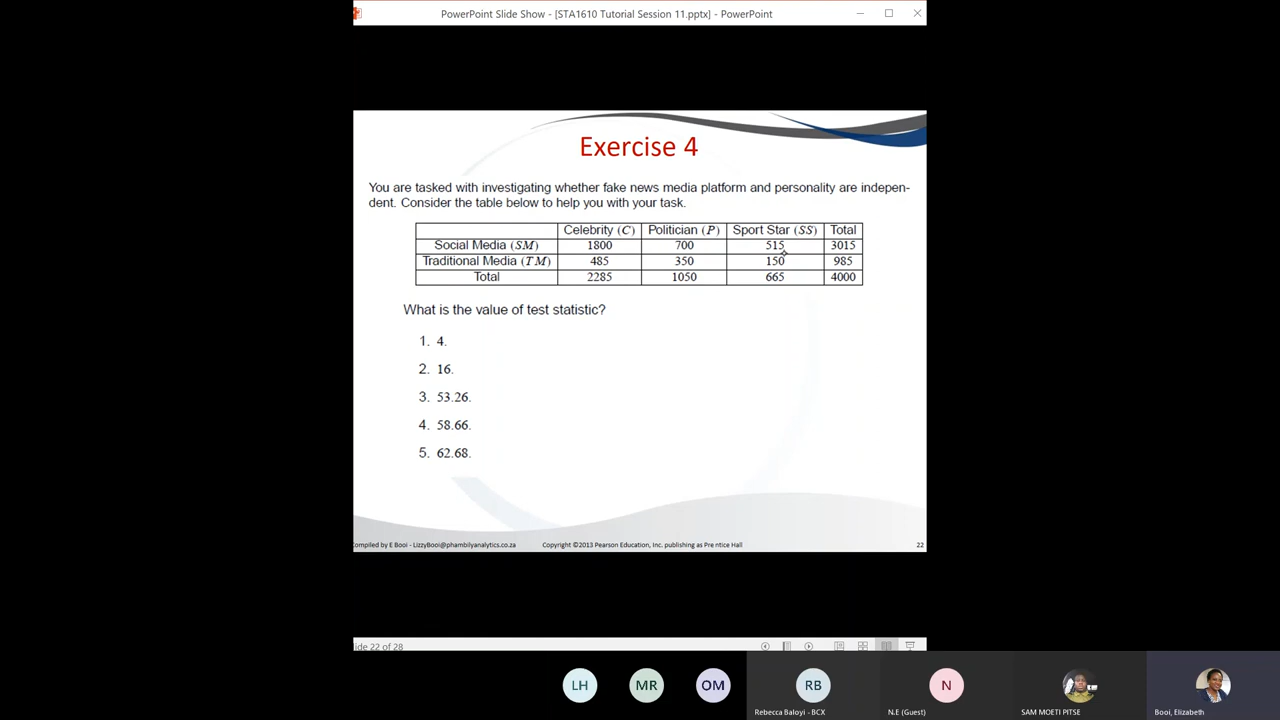 PowerPoint Slide Show - [STA1610 Tutorial Session 11.pptx] - PowerPoint
Exercise 4
You are tasked with investigating whether fake news media platform and personality are indepen-
dent. Consider the table below to help you with your task.
Celebrity (C) Politician (P) Sport Star (SS) Total
Social Media (SM) 1800 700 515 3015
Traditional Media (TM) 485 350 150 985
Total 2285 1050 665 4000
What is the value of test statistic?
1. 4.
2. 16.
3. 53.26.
4. 58.66.
5. 62.68.
ompiled by E Booi - LizzyBooi@phambilyanalytics.co.za Copyright ©2013 Pearson Education, Inc. publishing as Pre ntice Hall 22
lide 22 of 28
LH MR OM RB N
Rebecca Baloyi - BCX N.E (Guest) SAM MOETI PITSE Booi, Elizabeth